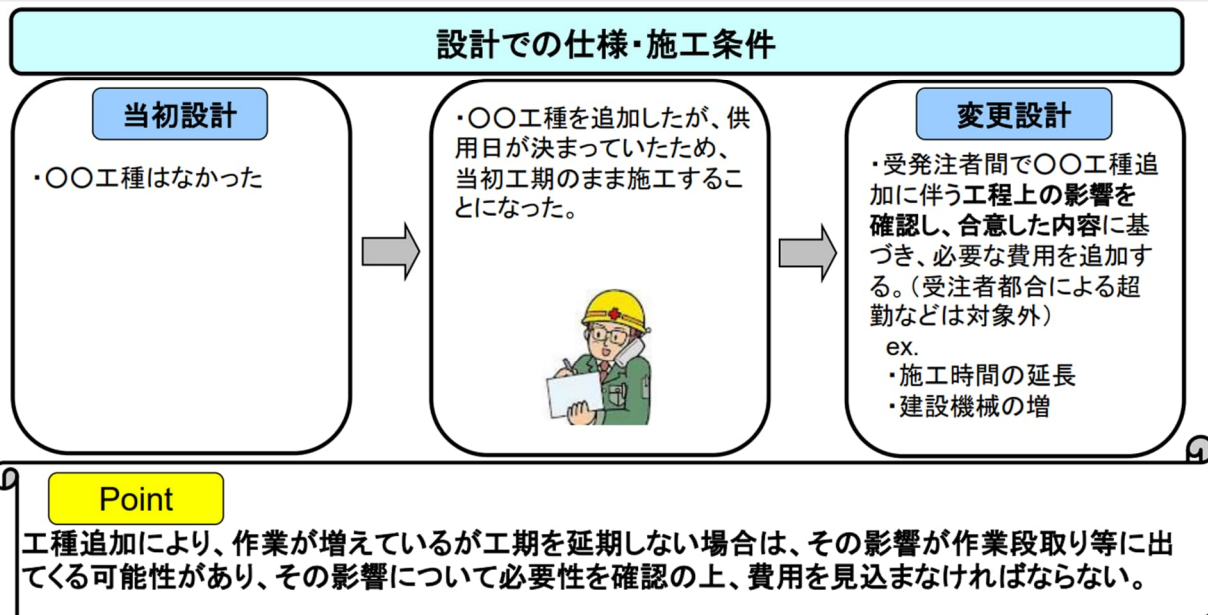 設計での仕様・施工条件
当初設計
・〇〇工種はなかった
・〇〇工種を追加したが、供
用日が決まっていたため、
当初工期のまま施工するこ
とになった。
変更設計
・受発注者間で〇〇工種追
加に伴う工程上の影響を
確認し、合意した内容に基
づき、必要な費用を追加す
る。（受注者都合による超
勤などは対象外）
ex.
・施工時間の延長
・建設機械の増
Point
工種追加により、作業が増えているが工期を延期しない場合は、その影響が作業段取り等に出
てくる可能性があり、その影響について必要性を確認の上、費用を見込まなければならない。